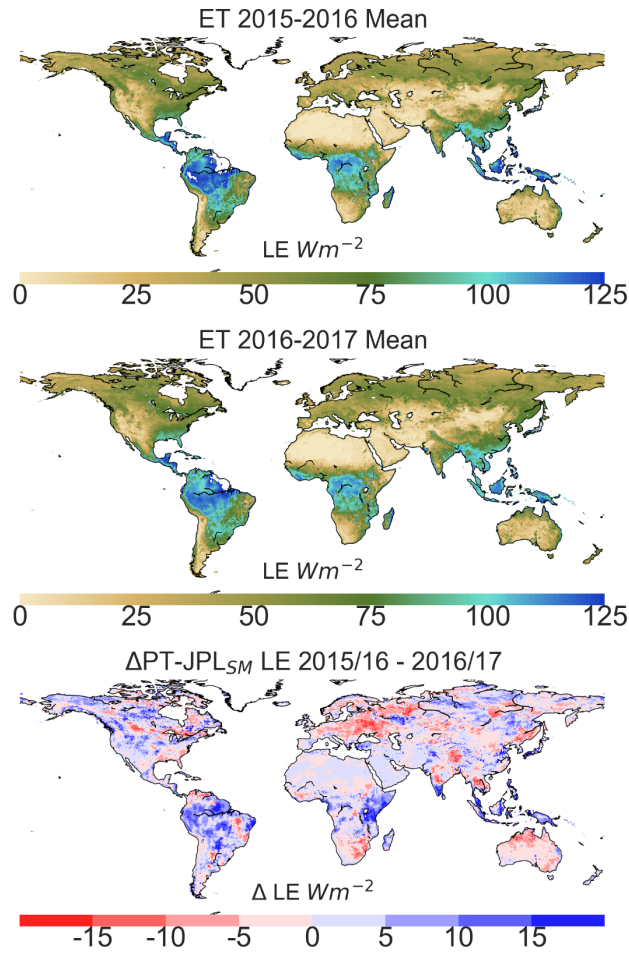 ET 2015-2016 Mean
LE Wm⁻²
0 25 50 75 100 125
ET 2016-2017 Mean
LE Wm⁻²
0 25 50 75 100 125
ΔPT-JPL_SM LE 2015/16 - 2016/17
Δ LE Wm⁻²
-15 -10 -5 0 5 10 15